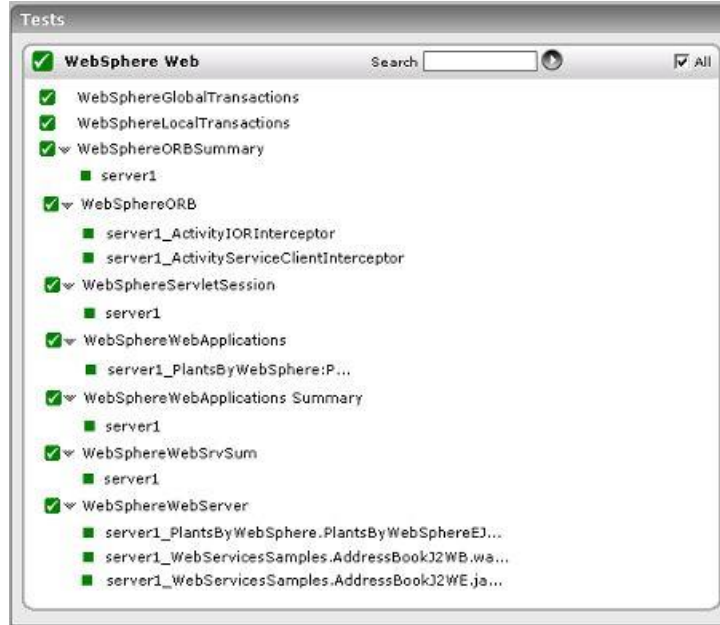 Tests
WebSphere Web Search All
WebSphereGlobalTransactions
WebSphereLocalTransactions
WebSphereORBSummary
server1
WebSphereORB
server1_ActivityIORInterceptor
server1_ActivityServiceClientInterceptor
WebSphereServletSession
server1
WebSphereWebApplications
server1_PlantsByWebSphere:P...
WebSphereWebApplications Summary
server1
WebSphereWebSrvSum
server1
WebSphereWebServer
server1_PlantsByWebSphere.PlantsByWebSphereEJ...
server1_WebServicesSamples.AddressBookJ2WB.wa...
server1_WebServicesSamples.AddressBookJ2WE.ja...